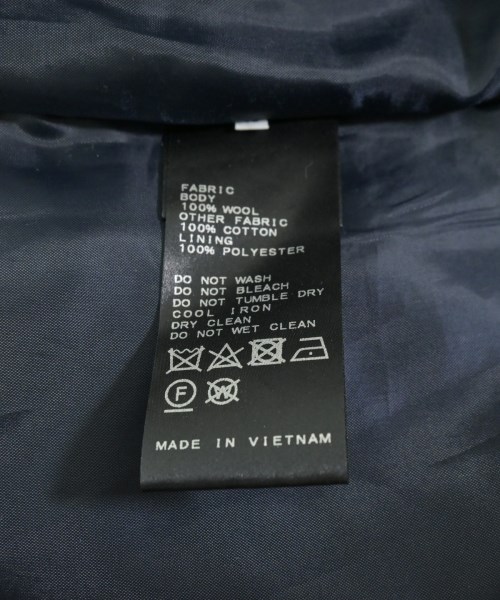 FABRIC
BODY
100% WOOL
OTHER FABRIC
100% COTTON
LINING
100% POLYESTER
DO NOT WASH
DO NOT BLEACH
DO NOT TUMBLE DRY
COOL IRON
DRY CLEAN
DO NOT WET CLEAN
F W
MADE IN VIETNAM